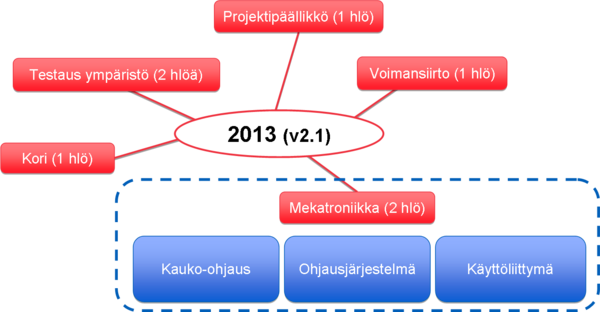 Projektipäällikkö (1 hlö)
Testaus ympäristö (2 hlöä)
Voimansiirto (1 hlö)
2013 (v2.1)
Kori (1 hlö)
Mekatroniikka (2 hlö)
Kauko-ohjaus
Ohjausjärjestelmä
Käyttöliittymä